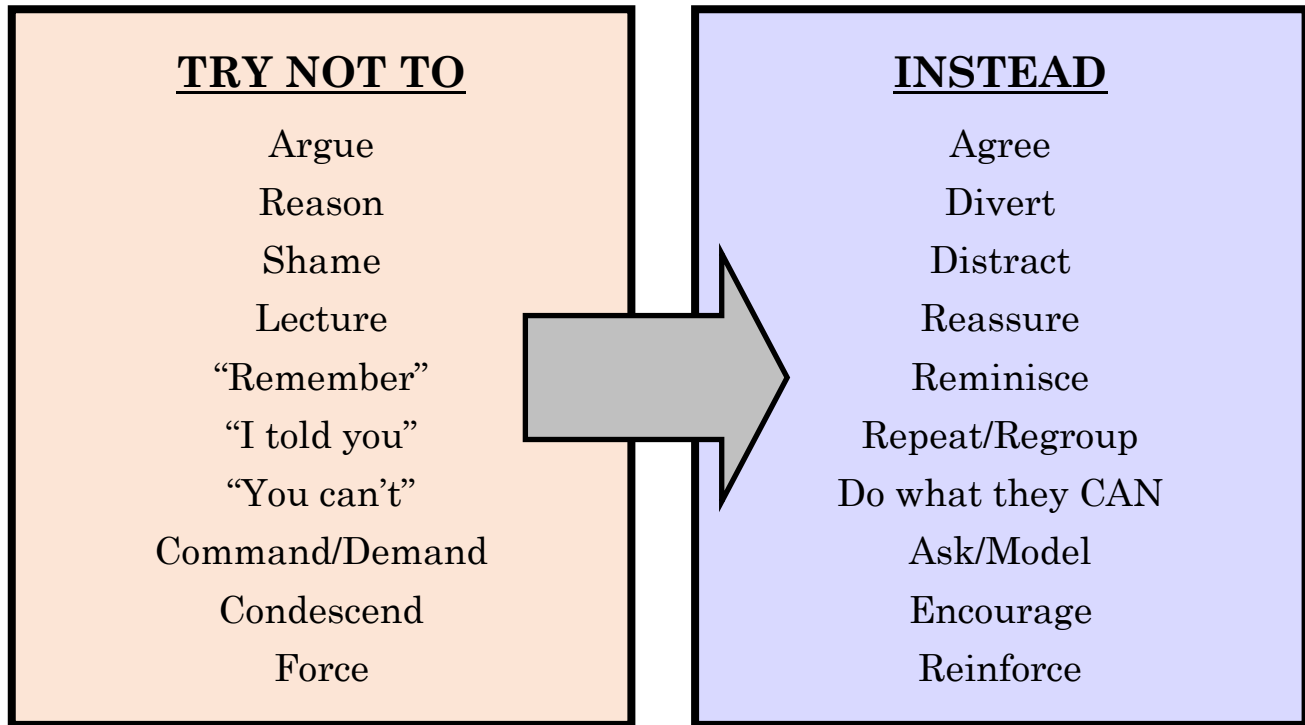 TRY NOT TO
Argue
Reason
Shame
Lecture
“Remember”
“I told you”
“You can’t”
Command/Demand
Condescend
Force
INSTEAD
Agree
Divert
Distract
Reassure
Reminisce
Repeat/Regroup
Do what they CAN
Ask/Model
Encourage
Reinforce